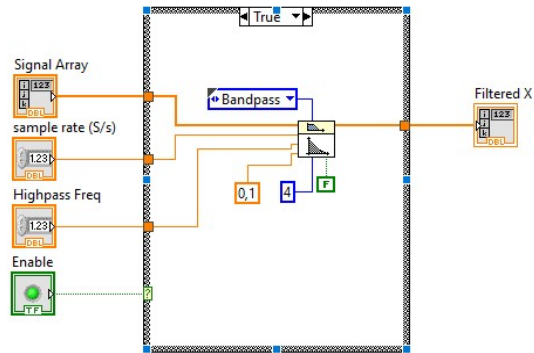 True
Signal Array
123
DBL
Bandpass
Filtered X
123
DBL
sample rate (S/s)
1.23
DBL
Highpass Freq
1.23
DBL
0,1
4
F
Enable
TF
?